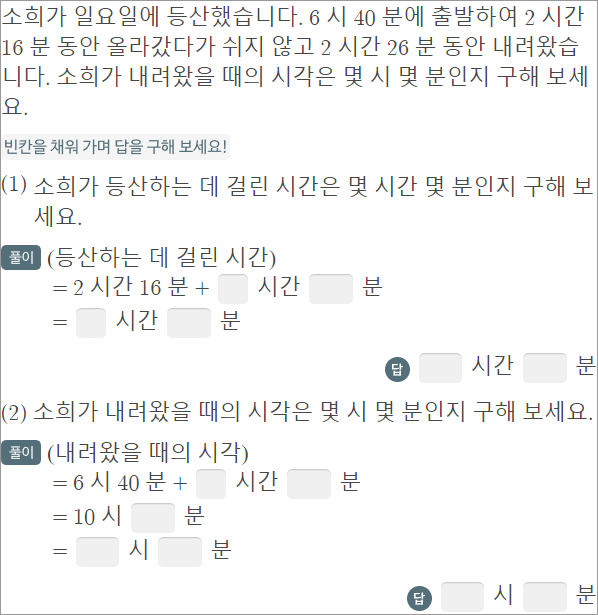 소희가 일요일에 등산했습니다. 6 시 40 분에 출발하여 2 시간
16 분 동안 올라갔다가 쉬지 않고 2 시간 26 분 동안 내려왔습
니다. 소희가 내려왔을 때의 시각은 몇 시 몇 분인지 구해 보세
요.
빈칸을 채워 가며 답을 구해 보세요!
(1) 소희가 등산하는 데 걸린 시간은 몇 시간 몇 분인지 구해 보
세요.
풀이 (등산하는 데 걸린 시간)
= 2 시간 16 분 + 시간 분
= 시간 분
답 시간 분
(2) 소희가 내려왔을 때의 시각은 몇 시 몇 분인지 구해 보세요.
풀이 (내려왔을 때의 시각)
= 6 시 40 분 + 시간 분
= 10 시 분
= 시 분
답 시 분